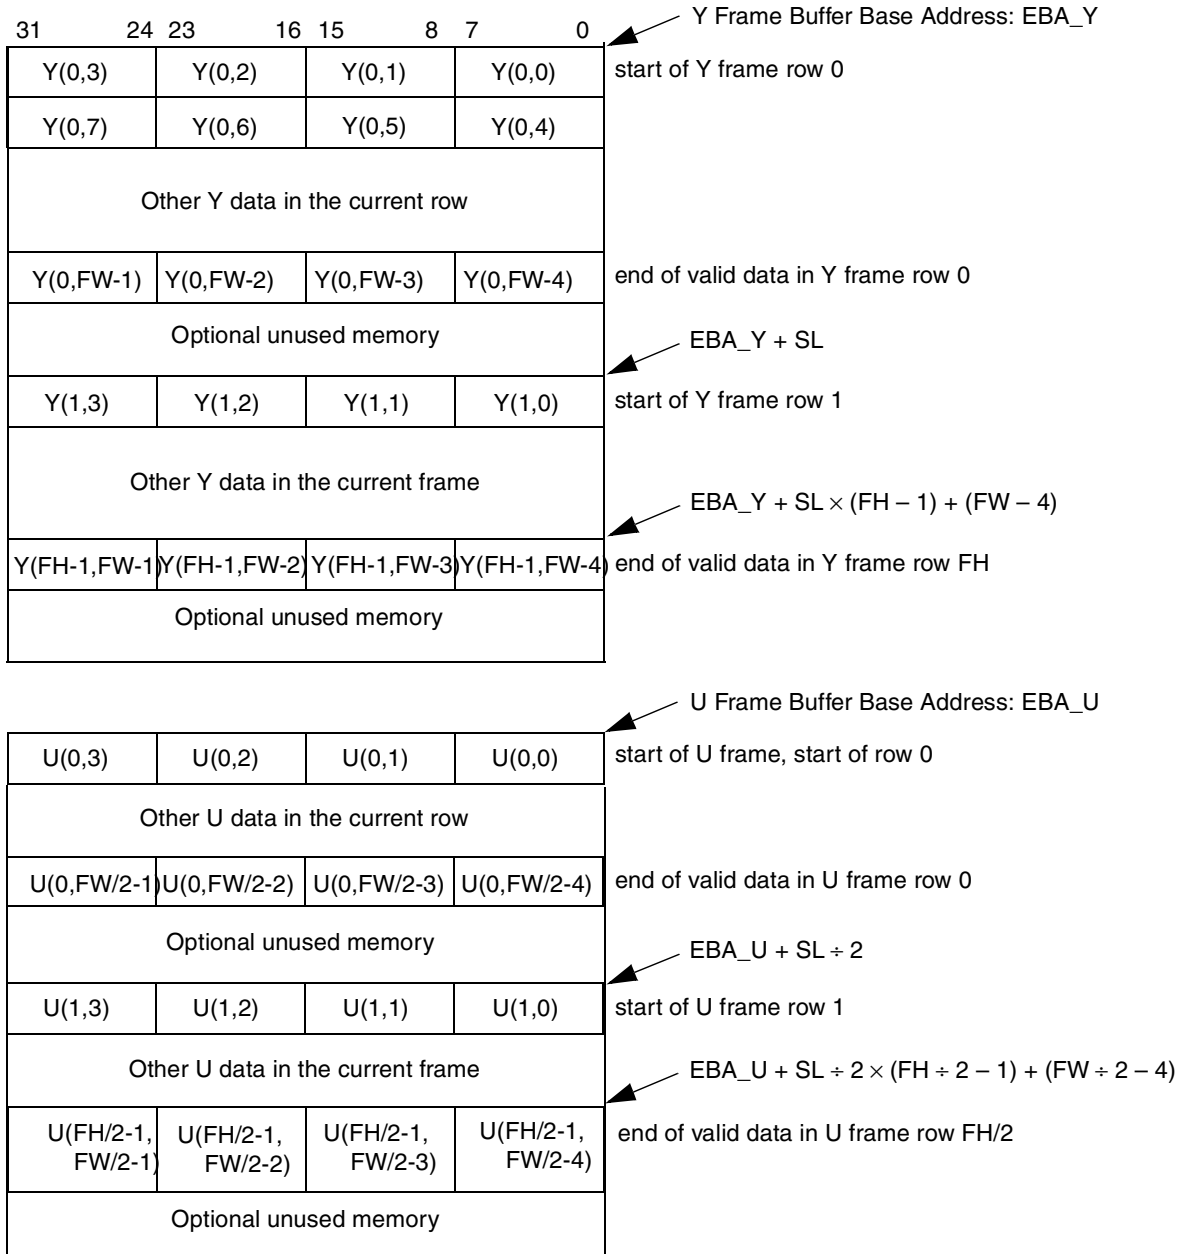 Y Frame Buffer Base Address: EBA_Y
31 24 23 16 15 8 7 0
Y(0,3) Y(0,2) Y(0,1) Y(0,0) start of Y frame row 0
Y(0,7) Y(0,6) Y(0,5) Y(0,4)
Other Y data in the current row
Y(0,FW-1) Y(0,FW-2) Y(0,FW-3) Y(0,FW-4) end of valid data in Y frame row 0
Optional unused memory
EBA_Y + SL
Y(1,3) Y(1,2) Y(1,1) Y(1,0) start of Y frame row 1
Other Y data in the current frame
EBA_Y + SL × (FH – 1) + (FW – 4)
Y(FH-1,FW-1) Y(FH-1,FW-2) Y(FH-1,FW-3) Y(FH-1,FW-4) end of valid data in Y frame row FH
Optional unused memory
U Frame Buffer Base Address: EBA_U
U(0,3) U(0,2) U(0,1) U(0,0) start of U frame, start of row 0
Other U data in the current row
U(0,FW/2-1) U(0,FW/2-2) U(0,FW/2-3) U(0,FW/2-4) end of valid data in U frame row 0
Optional unused memory
EBA_U + SL ÷ 2
U(1,3) U(1,2) U(1,1) U(1,0) start of U frame row 1
Other U data in the current frame
EBA_U + SL ÷ 2 × (FH ÷ 2 – 1) + (FW ÷ 2 – 4)
U(FH/2-1, U(FH/2-1, U(FH/2-1, U(FH/2-1, end of valid data in U frame row FH/2
FW/2-1) FW/2-2) FW/2-3) FW/2-4)
Optional unused memory